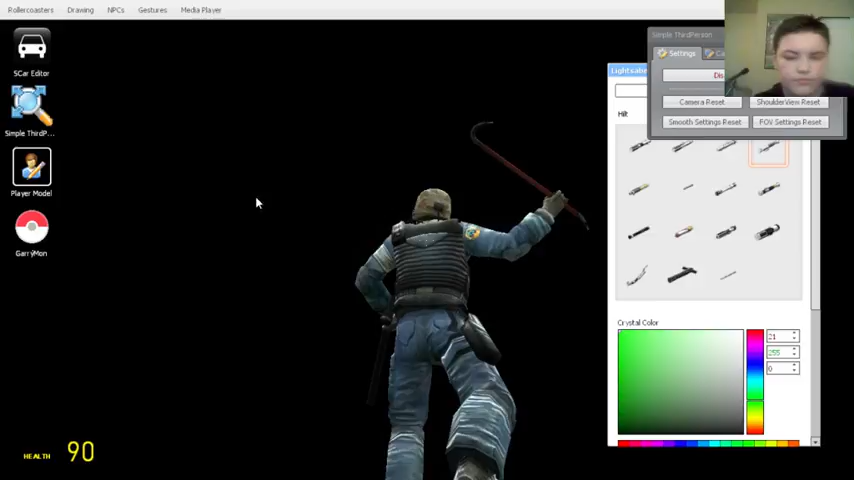 Rollercoasters Drawing NPCs Gestures Media Player
SCar Editor
Simple ThirdP...
Player Model
GarryMon
Simple ThirdPerson
Settings
Camera Reset ShoulderView Reset
Smooth Settings Reset FOV Settings Reset
Hilt
Crystal Color
21
255
0
HEALTH 90